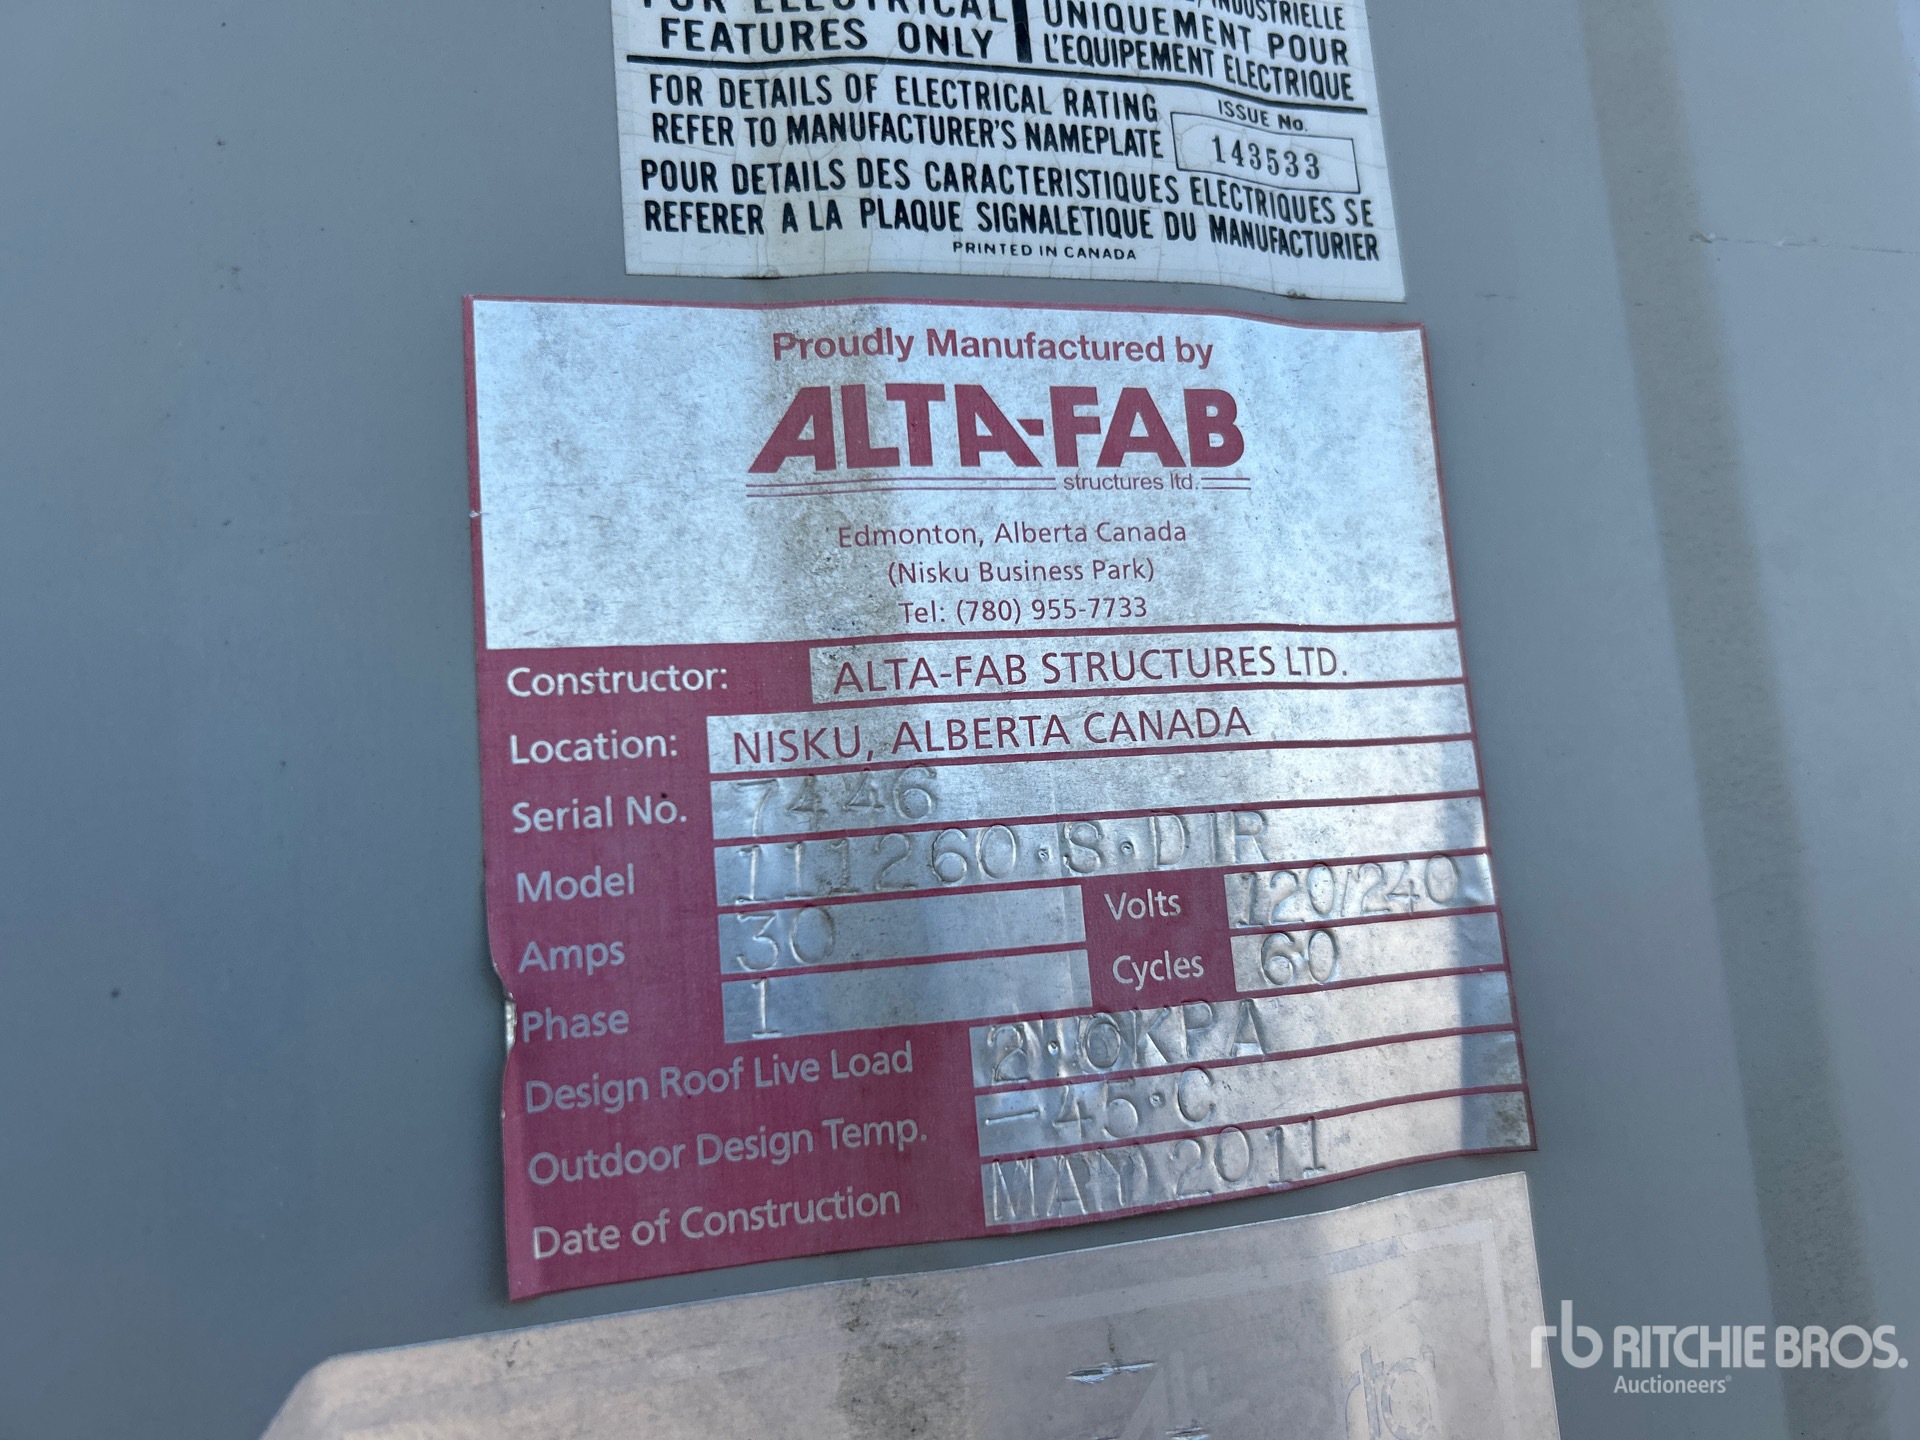 FOR ELECTRICAL
FEATURES ONLY
INDUSTRIELLE
UNIQUEMENT POUR
L'EQUIPEMENT ELECTRIQUE
FOR DETAILS OF ELECTRICAL RATING
REFER TO MANUFACTURER'S NAMEPLATE
ISSUE No.
143533
POUR DETAILS DES CARACTERISTIQUES ELECTRIQUES SE
REFERER A LA PLAQUE SIGNALETIQUE DU MANUFACTURIER
PRINTED IN CANADA
Proudly Manufactured by
ALTA-FAB
structures ltd.
Edmonton, Alberta Canada
(Nisku Business Park)
Tel: (780) 955-7733
Constructor: ALTA-FAB STRUCTURES LTD.
Location: NISKU, ALBERTA CANADA
Serial No. 7446
Model 111260·S·DIR
Amps 30 Volts 120/240
Phase 1 Cycles 60
Design Roof Live Load 2·6KPA
Outdoor Design Temp. -45·C
Date of Construction MAY 2011
rb RITCHIE BROS.
Auctioneers